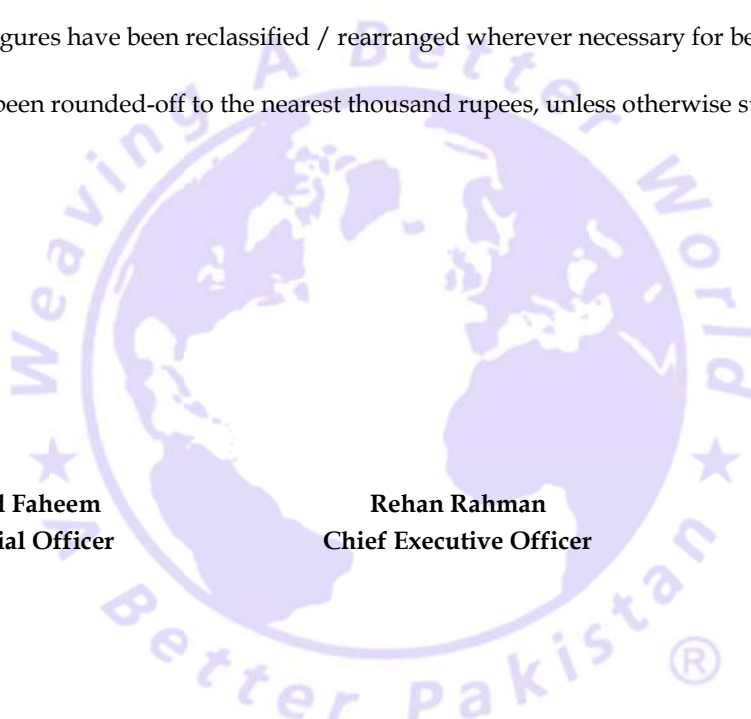 gures have been reclassified / rearranged wherever necessary for be
been rounded-off to the nearest thousand rupees, unless otherwise s
Weaving A Better World
l Faheem
Rehan Rahman
ial Officer
Chief Executive Officer
★ A Better Pakistan ★
®